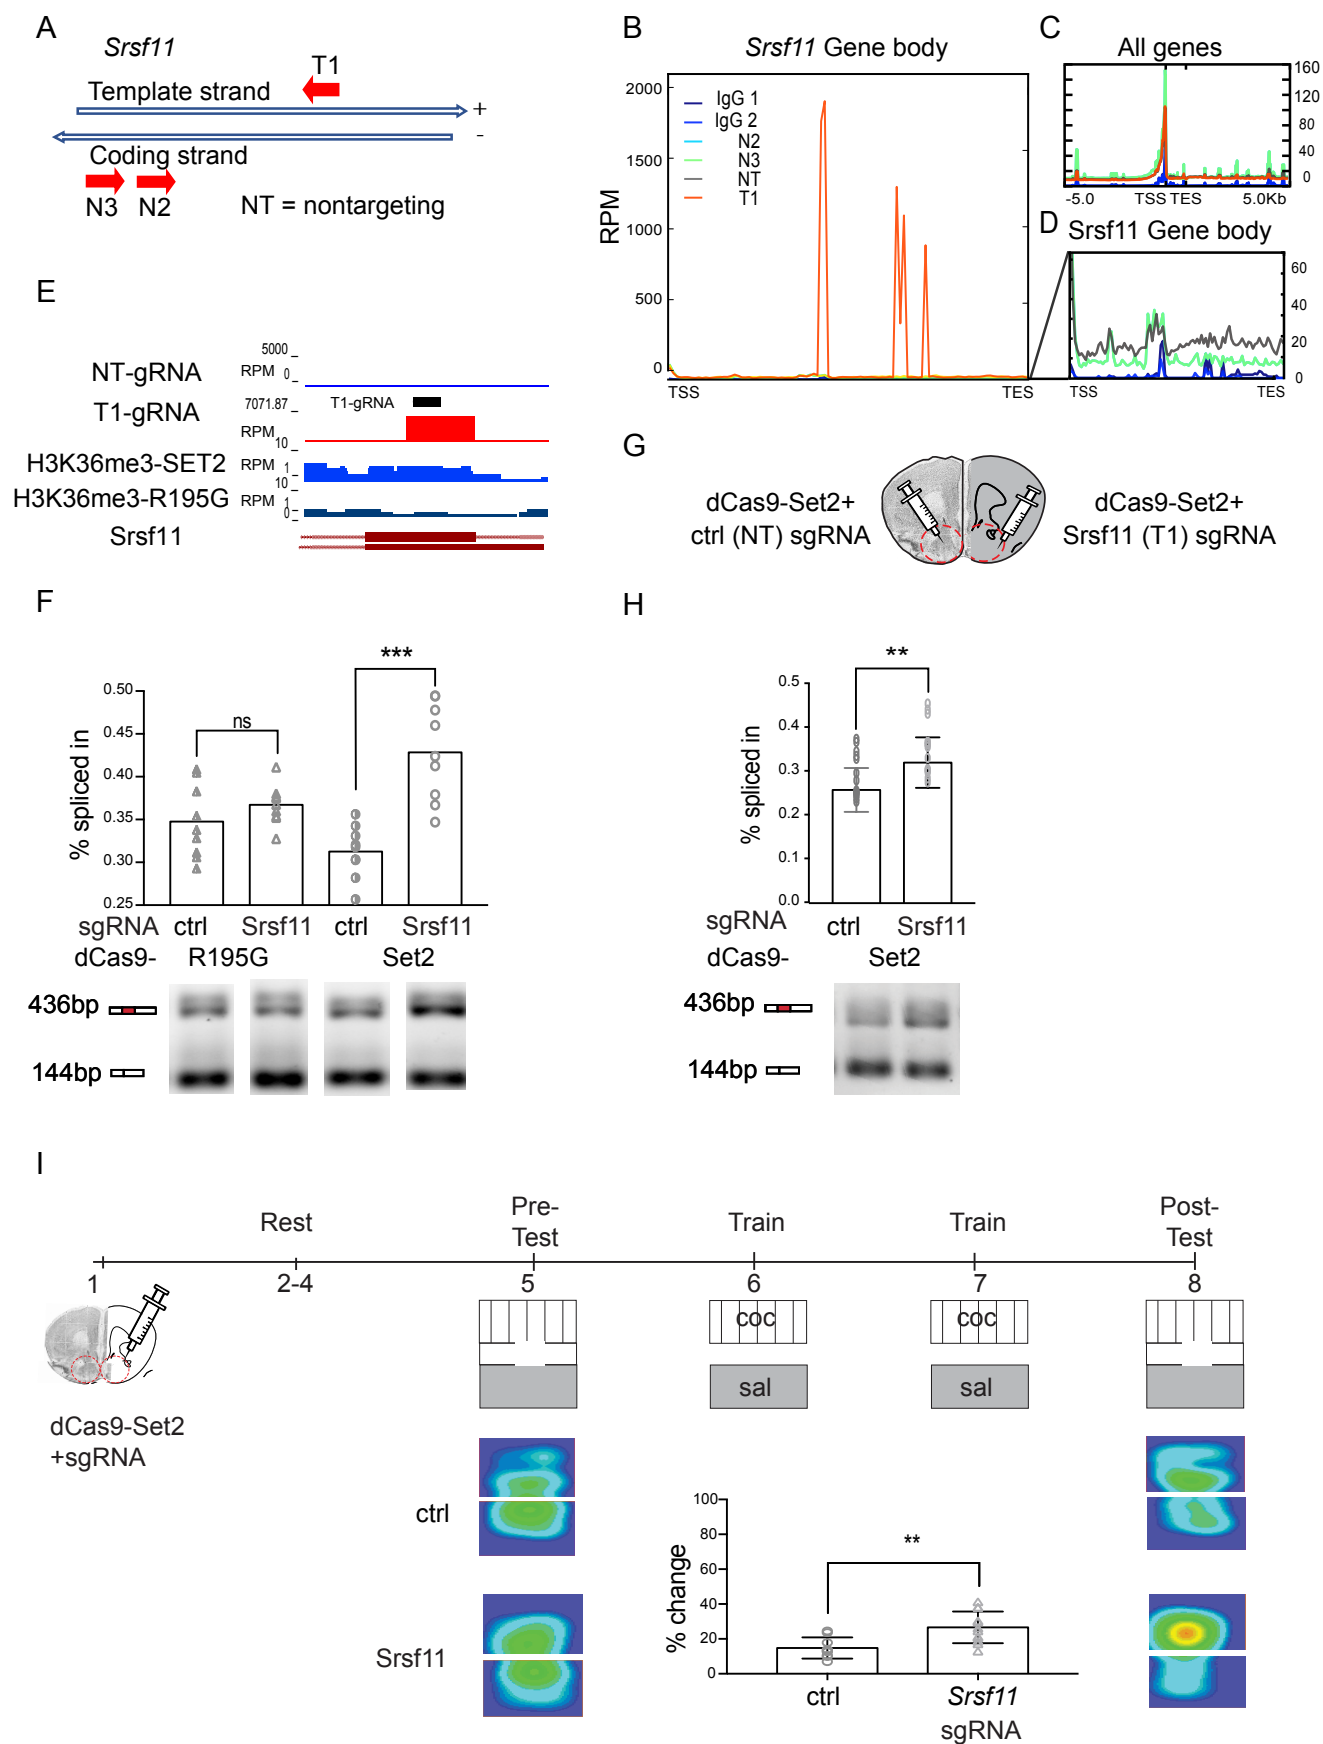 A
Srsf11
T1
Template strand
+
-
Coding strand
N3 N2
NT = nontargeting
B
Srsf11 Gene body
RPM
2000
1500
1000
500
0
IgG 1
IgG 2
N2
N3
NT
T1
TSS TES
C
All genes
160
120
80
40
0
-5.0 TSS TES 5.0Kb
D
Srsf11 Gene body
60
40
20
0
TSS TES
E
NT-gRNA
5000
RPM 0
T1-gRNA
7071.87
T1-gRNA
RPM
10
H3K36me3-SET2
RPM 1
10
H3K36me3-R195G
RPM 1
0
Srsf11
G
dCas9-Set2+
ctrl (NT) sgRNA
dCas9-Set2+
Srsf11 (T1) sgRNA
F
% spliced in
0.50
0.45
0.40
0.35
0.30
0.25
ns
***
sgRNA ctrl Srsf11 ctrl Srsf11
dCas9- R195G Set2
436bp
144bp
H
% spliced in
0.5
0.4
0.3
0.2
0.1
0.0
**
sgRNA ctrl Srsf11
dCas9- Set2
436bp
144bp
I
Rest
Pre-
Test
Train
Train
Post-
Test
1 2-4 5 6 7 8
coc
coc
sal
sal
dCas9-Set2
+sgRNA
ctrl
Srsf11
% change
100
80
60
40
20
0
**
ctrl Srsf11
sgRNA